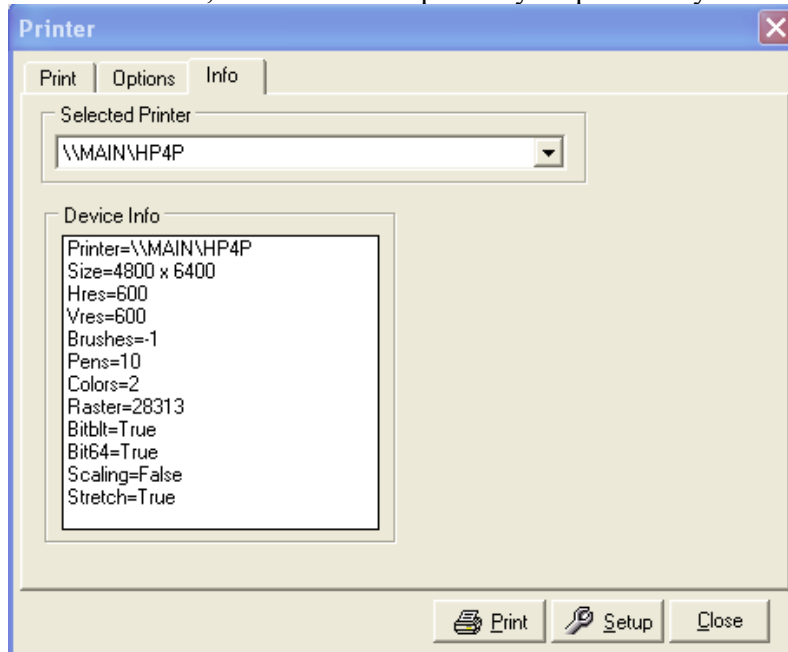 Printer
Print Options Info
Selected Printer
\\MAIN\HP4P
Device Info
Printer=\\MAIN\HP4P
Size=4800 x 6400
Hres=600
Vres=600
Brushes=-1
Pens=10
Colors=2
Raster=28313
Bitblt=True
Bit64=True
Scaling=False
Stretch=True
Print Setup Close